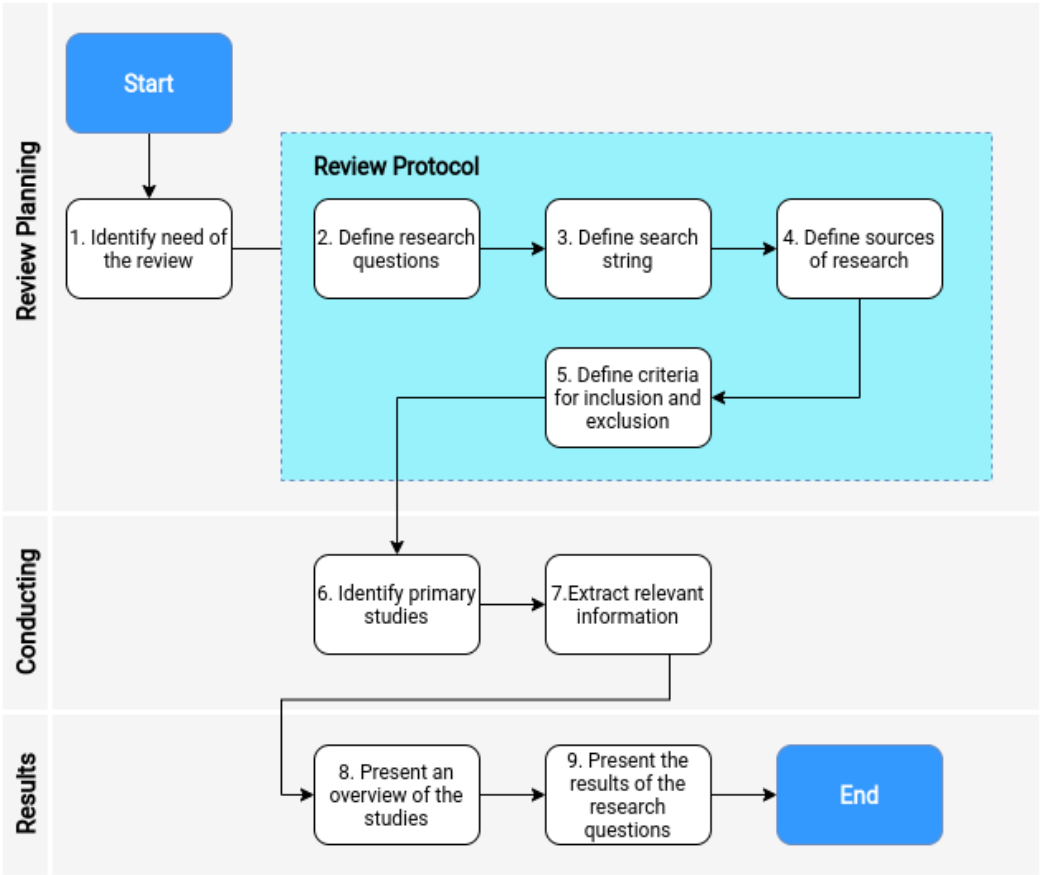 Review Planning
Start
Review Protocol
1. Identify need of
the review
2. Define research
questions
3. Define search
string
4. Define sources
of research
5. Define criteria
for inclusion and
exclusion
Conducting
6. Identify primary
studies
7.Extract relevant
information
Results
8. Present an
overview of the
studies
9. Present the
results of the
research
questions
End